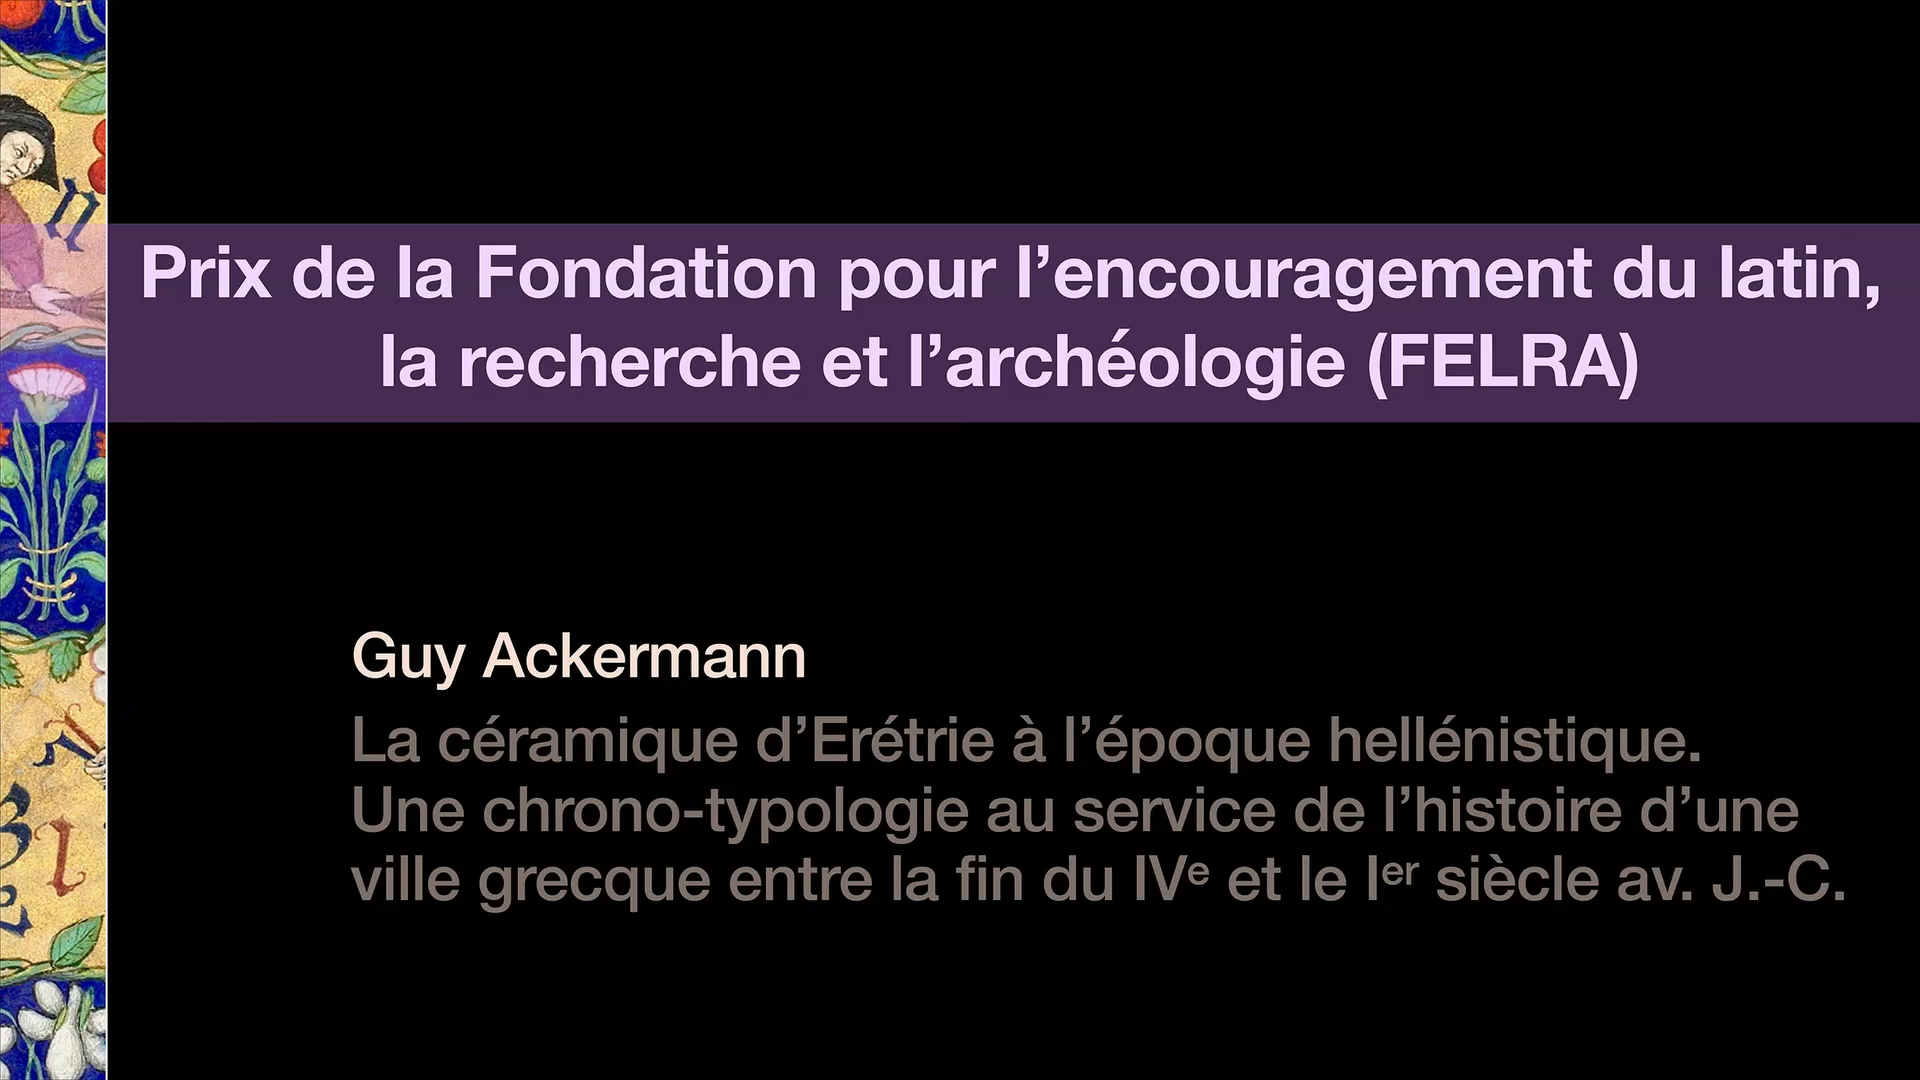 Prix de la Fondation pour l’encouragement du latin,
la recherche et l’archéologie (FELRA)
Guy Ackermann
La céramique d’Erétrie à l’époque hellénistique.
Une chrono-typologie au service de l’histoire d’une
ville grecque entre la fin du IVᵉ et le Iᵉʳ siècle av. J.-C.